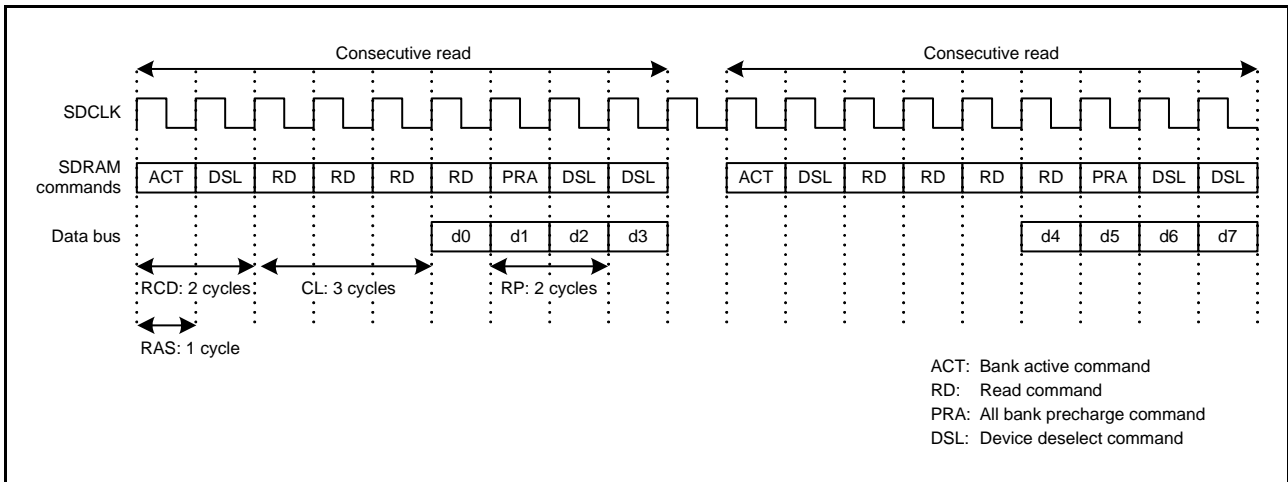 Consecutive read Consecutive read
SDCLK
SDRAM
commands
ACT DSL RD RD RD RD PRA DSL DSL ACT DSL RD RD RD RD PRA DSL DSL
Data bus d0 d1 d2 d3 d4 d5 d6 d7
RCD: 2 cycles CL: 3 cycles RP: 2 cycles
RAS: 1 cycle
ACT: Bank active command
RD: Read command
PRA: All bank precharge command
DSL: Device deselect command